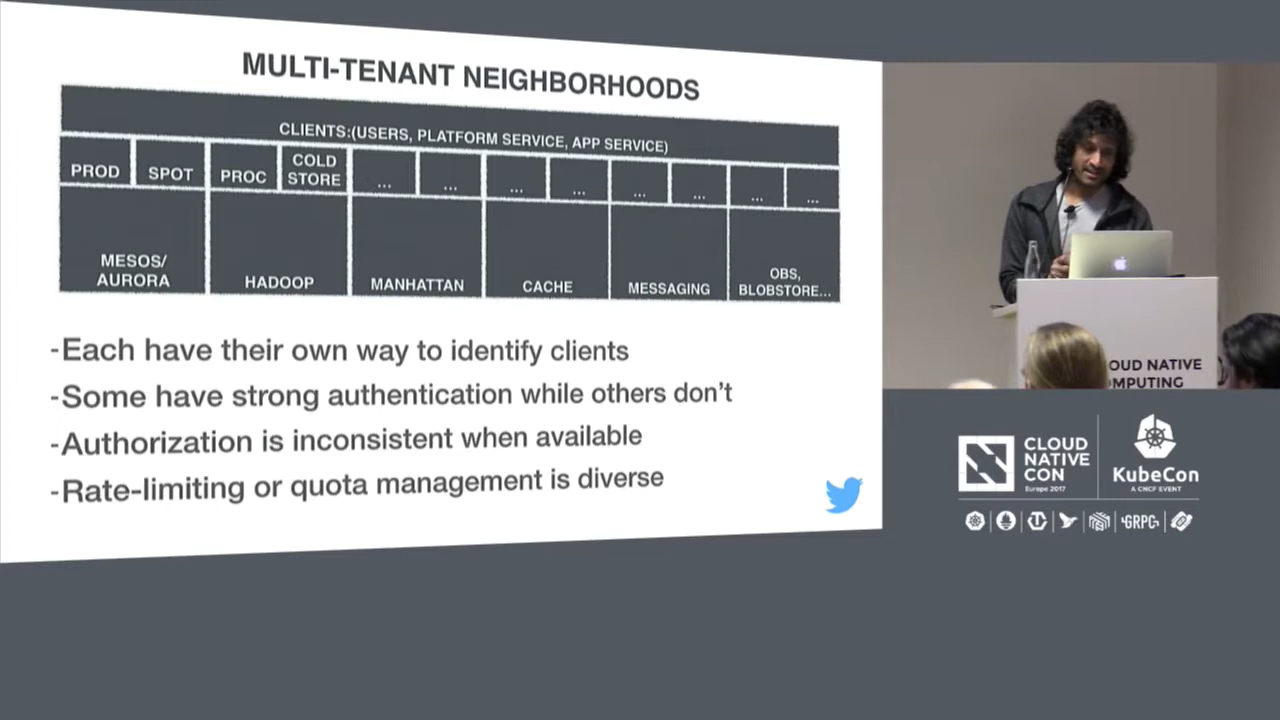 MULTI-TENANT NEIGHBORHOODS
CLIENTS:(USERS, PLATFORM SERVICE, APP SERVICE)
PROD
SPOT
PROC
COLD
STORE
...
...
...
...
...
...
...
...
MESOS/
AURORA
HADOOP
MANHATTAN
CACHE
MESSAGING
OBS,
BLOBSTORE...
-Each have their own way to identify clients
-Some have strong authentication while others don't
-Authorization is inconsistent when available
-Rate-limiting or quota management is diverse
OUD NATIVE
OMPUTING
CLOUD
NATIVE
CON
Europe 2017
KubeCon
A CNCF EVENT
GRPC